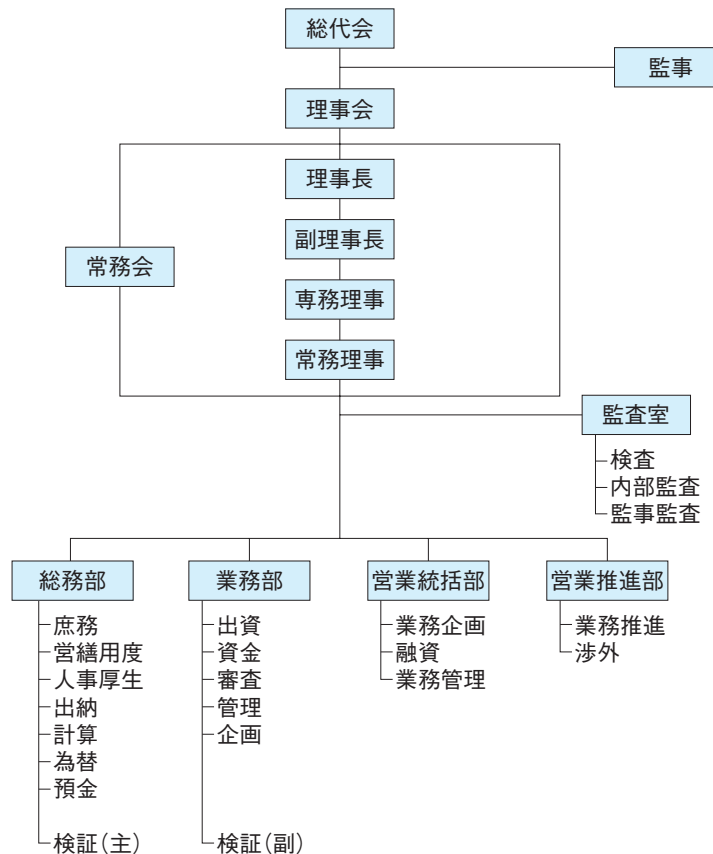 総代会
監事
理事会
理事長
副理事長
常務会
専務理事
常務理事
監査室
検査
内部監査
監事監査
総務部
庶務
営繕用度
人事厚生
出納
計算
為替
預金
検証(主)
業務部
出資
資金
審査
管理
企画
検証(副)
営業統括部
業務企画
融資
業務管理
営業推進部
業務推進
渉外